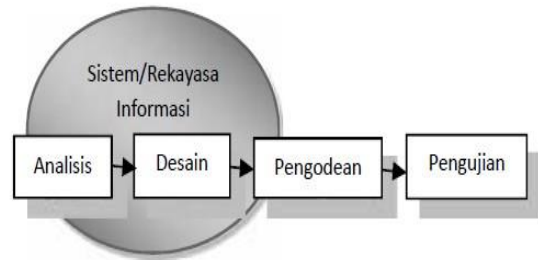 Sistem/Rekayasa
Informasi
Analisis
Desain
Pengodean
Pengujian